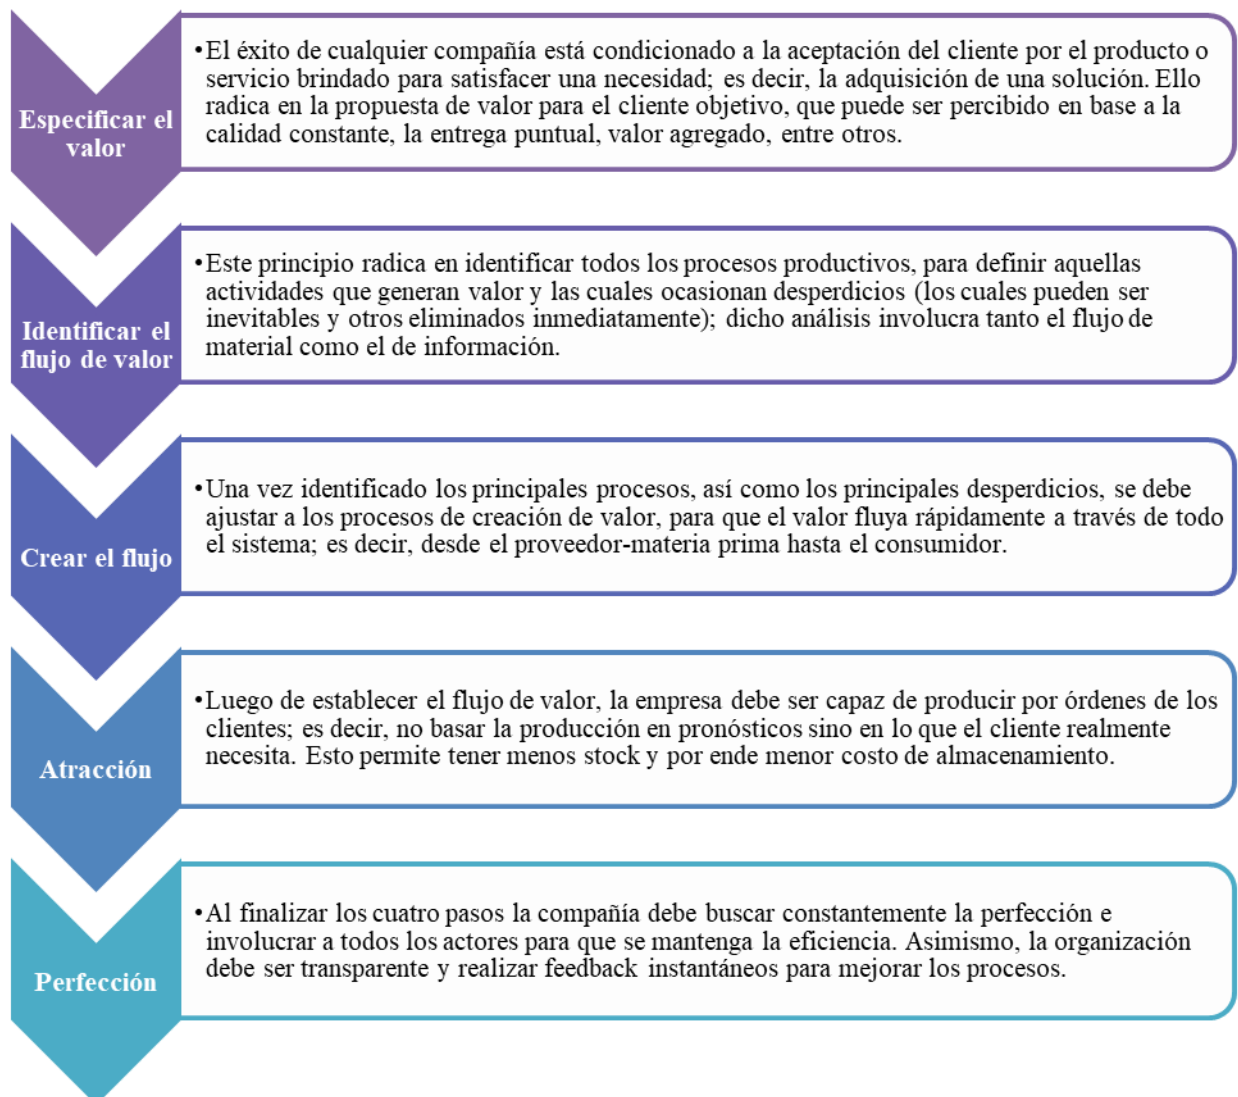 Especificar el
valor
•El éxito de cualquier compañía está condicionado a la aceptación del cliente por el producto o
servicio brindado para satisfacer una necesidad; es decir, la adquisición de una solución. Ello
radica en la propuesta de valor para el cliente objetivo, que puede ser percibido en base a la
calidad constante, la entrega puntual, valor agregado, entre otros.
Identificar el
flujo de valor
•Este principio radica en identificar todos los procesos productivos, para definir aquellas
actividades que generan valor y las cuales ocasionan desperdicios (los cuales pueden ser
inevitables y otros eliminados inmediatamente); dicho análisis involucra tanto el flujo de
material como el de información.
Crear el flujo
•Una vez identificado los principales procesos, así como los principales desperdicios, se debe
ajustar a los procesos de creación de valor, para que el valor fluya rápidamente a través de todo
el sistema; es decir, desde el proveedor-materia prima hasta el consumidor.
Atracción
•Luego de establecer el flujo de valor, la empresa debe ser capaz de producir por órdenes de los
clientes; es decir, no basar la producción en pronósticos sino en lo que el cliente realmente
necesita. Esto permite tener menos stock y por ende menor costo de almacenamiento.
Perfección
•Al finalizar los cuatro pasos la compañía debe buscar constantemente la perfección e
involucrar a todos los actores para que se mantenga la eficiencia. Asimismo, la organización
debe ser transparente y realizar feedback instantáneos para mejorar los procesos.